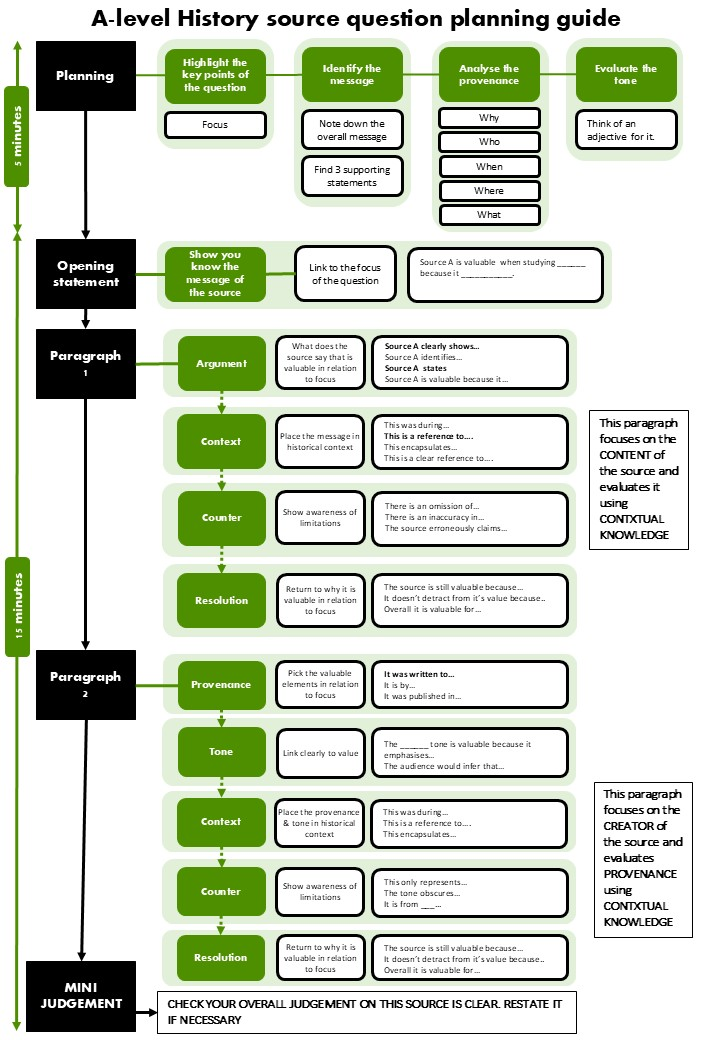 A-level History source question planning guide
Planning
Highlight the
key points of
the question
Identify the
message
Analyse the
provenance
Evaluate the
tone
Focus
Note down the
overall message
Find 3 supporting
statements
Why
Who
When
Where
What
Think of an
adjective for it.
5 minutes
Opening
statement
Show you
know the
message of
the source
Link to the focus
of the question
Source A is valuable when studying ______
because it ___________.
Paragraph
1
Argument
What does the
source say that is
valuable in relation
to focus
Source A clearly shows...
Source A identifies...
Source A states
Source A is valuable because it...
Context
Place the message in
historical context
This was during...
This is a reference to....
This encapsulates...
This is a clear reference to....
This paragraph
focuses on the
CONTENT of
the source and
evaluates it
using
CONTXTUAL
KNOWLEDGE
Counter
Show awareness of
limitations
There is an omission of...
There is an inaccuracy in...
The source erroneously claims...
Resolution
Return to why it is
valuable in relation
to focus
The source is still valuable because...
It doesn't detract from it's value because..
Overall it is valuable for...
15 minutes
Paragraph
2
Provenance
Pick the valuable
elements in relation
to focus
It was written to...
It is by...
It was published in...
Tone
Link clearly to value
The ______ tone is valuable because it
emphasises...
The audience would infer that...
Context
Place the provenance
& tone in historical
context
This was during...
This is a reference to....
This encapsulates...
This paragraph
focuses on the
CREATOR of
the source and
evaluates
PROVENANCE
using
CONTXTUAL
KNOWLEDGE
Counter
Show awareness of
limitations
This only represents...
The tone obscures...
It is from ___...
Resolution
Return to why it is
valuable in relation
to focus
The source is still valuable because...
It doesn't detract from it's value because..
Overall it is valuable for...
MINI
JUDGEMENT
CHECK YOUR OVERALL JUDGEMENT ON THIS SOURCE IS CLEAR. RESTATE IT
IF NECESSARY